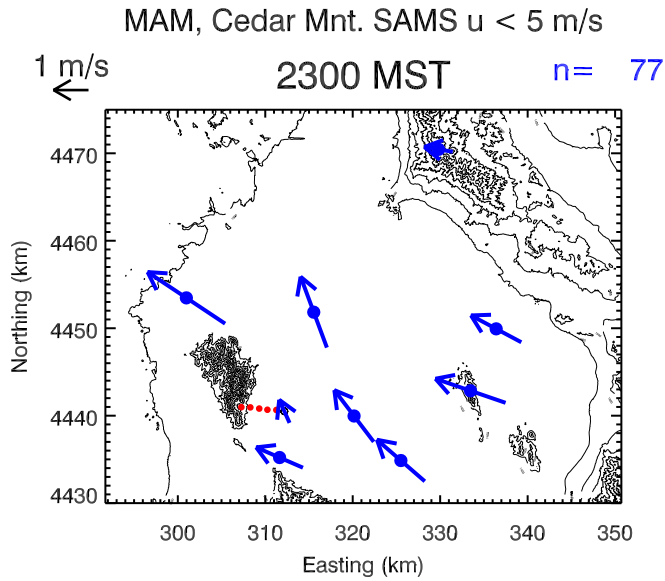 MAM, Cedar Mnt. SAMS u < 5 m/s
1 m/s
2300 MST
n= 77
Northing (km)
4470
4460
4450
4440
4430
300 310 320 330 340 350
Easting (km)